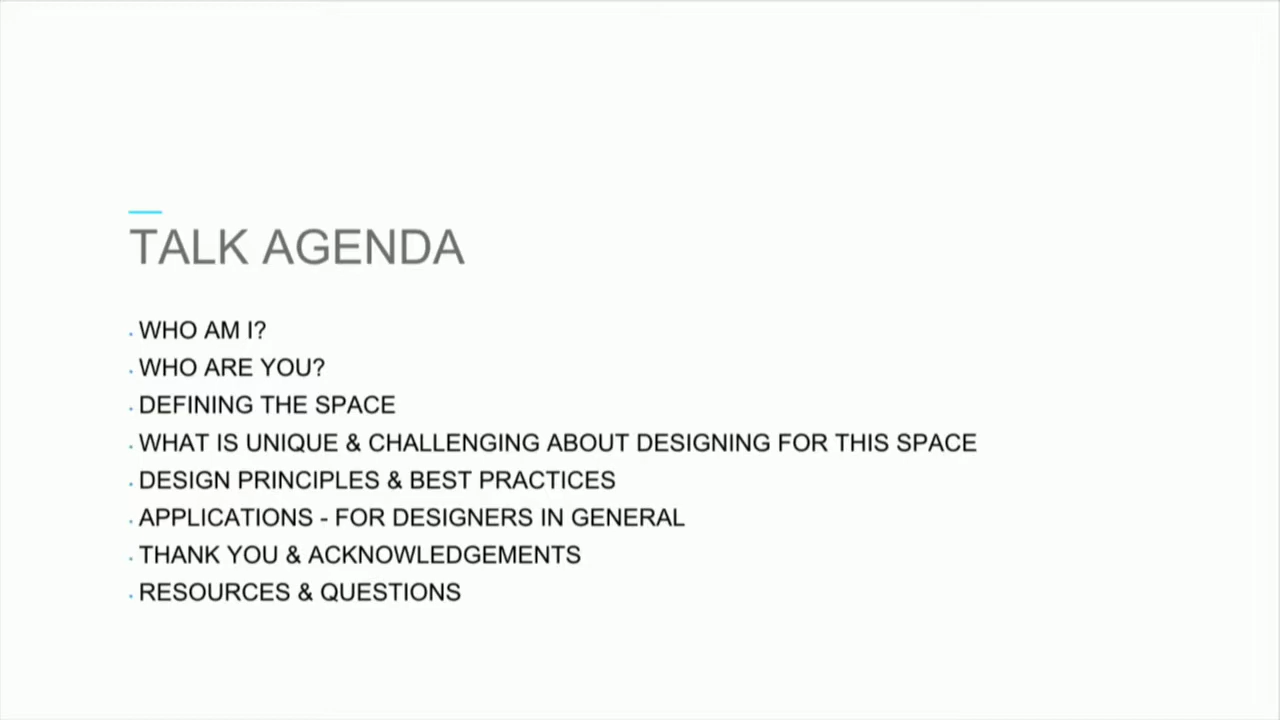 TALK AGENDA
· WHO AM I?
· WHO ARE YOU?
· DEFINING THE SPACE
· WHAT IS UNIQUE & CHALLENGING ABOUT DESIGNING FOR THIS SPACE
· DESIGN PRINCIPLES & BEST PRACTICES
· APPLICATIONS - FOR DESIGNERS IN GENERAL
· THANK YOU & ACKNOWLEDGEMENTS
· RESOURCES & QUESTIONS